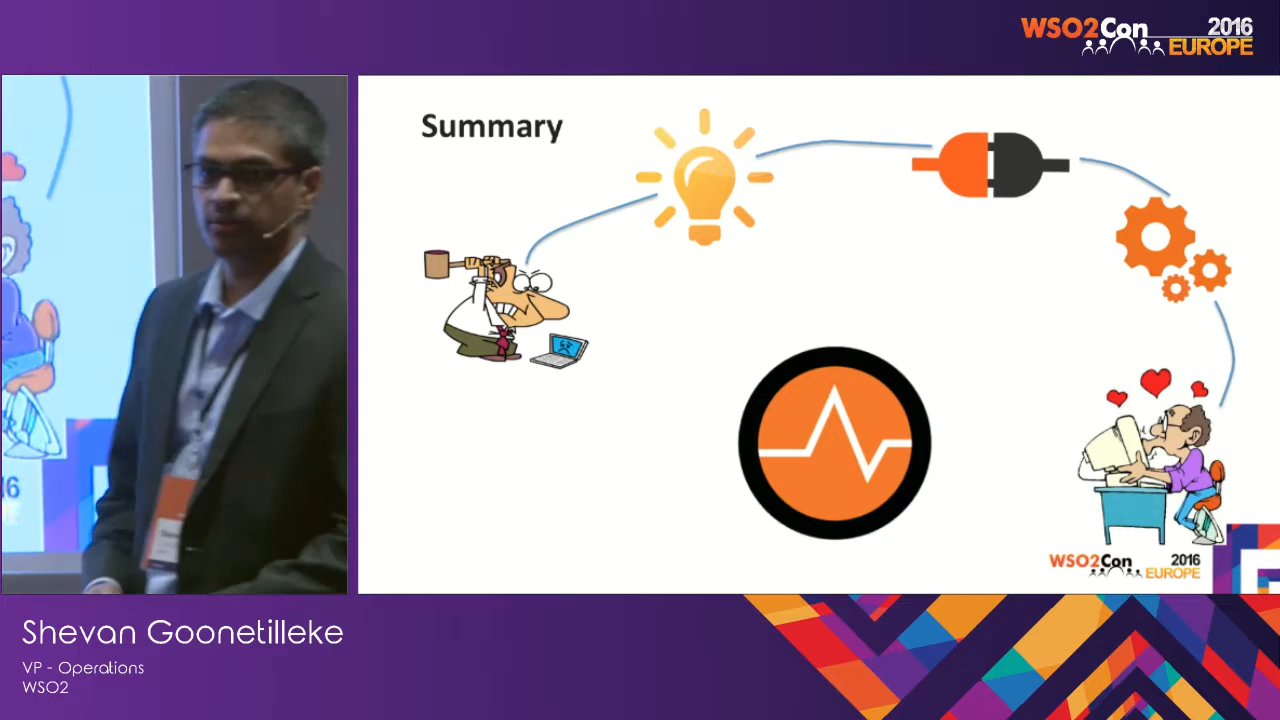 WSO2Con 2016
EUROPE
Summary
WSO2Con 2016
EUROPE
16
Shevan Goonetilleke
VP - Operations
WSO2